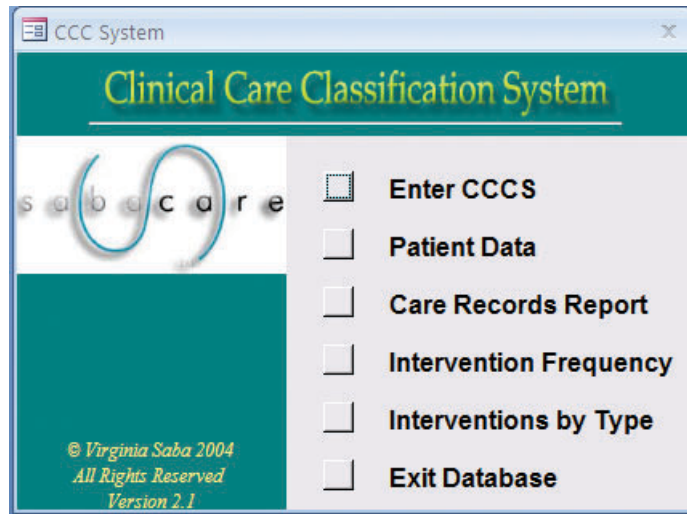 CCC System
Clinical Care Classification System
sabacare
Enter CCCS
Patient Data
Care Records Report
Intervention Frequency
Interventions by Type
Exit Database
© Virginia Saba 2004
All Rights Reserved
Version 2.1